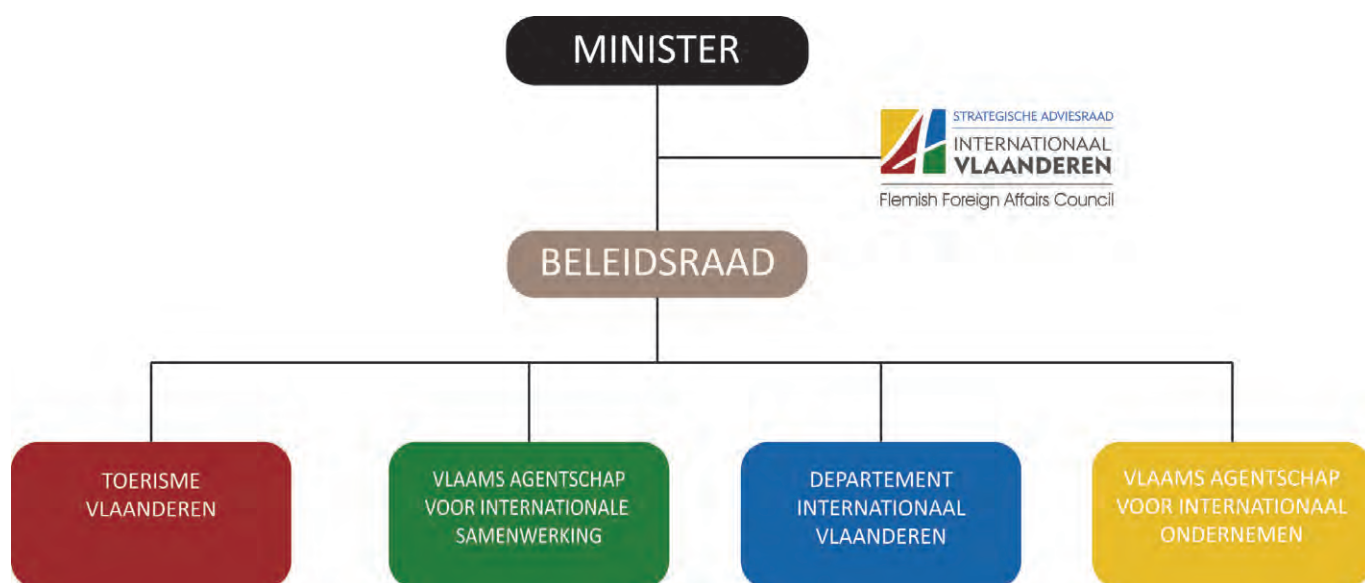 MINISTER
STRATEGISCHE ADVIESRAAD
INTERNATIONAAL
VLAANDEREN
Flemish Foreign Affairs Council
BELEIDSRAAD
TOERISME
VLAANDEREN
VLAAMS AGENTSCHAP
VOOR INTERNATIONALE
SAMENWERKING
DEPARTEMENT
INTERNATIONAAL
VLAANDEREN
VLAAMS AGENTSCHAP
VOOR INTERNATIONAAL
ONDERNEMEN